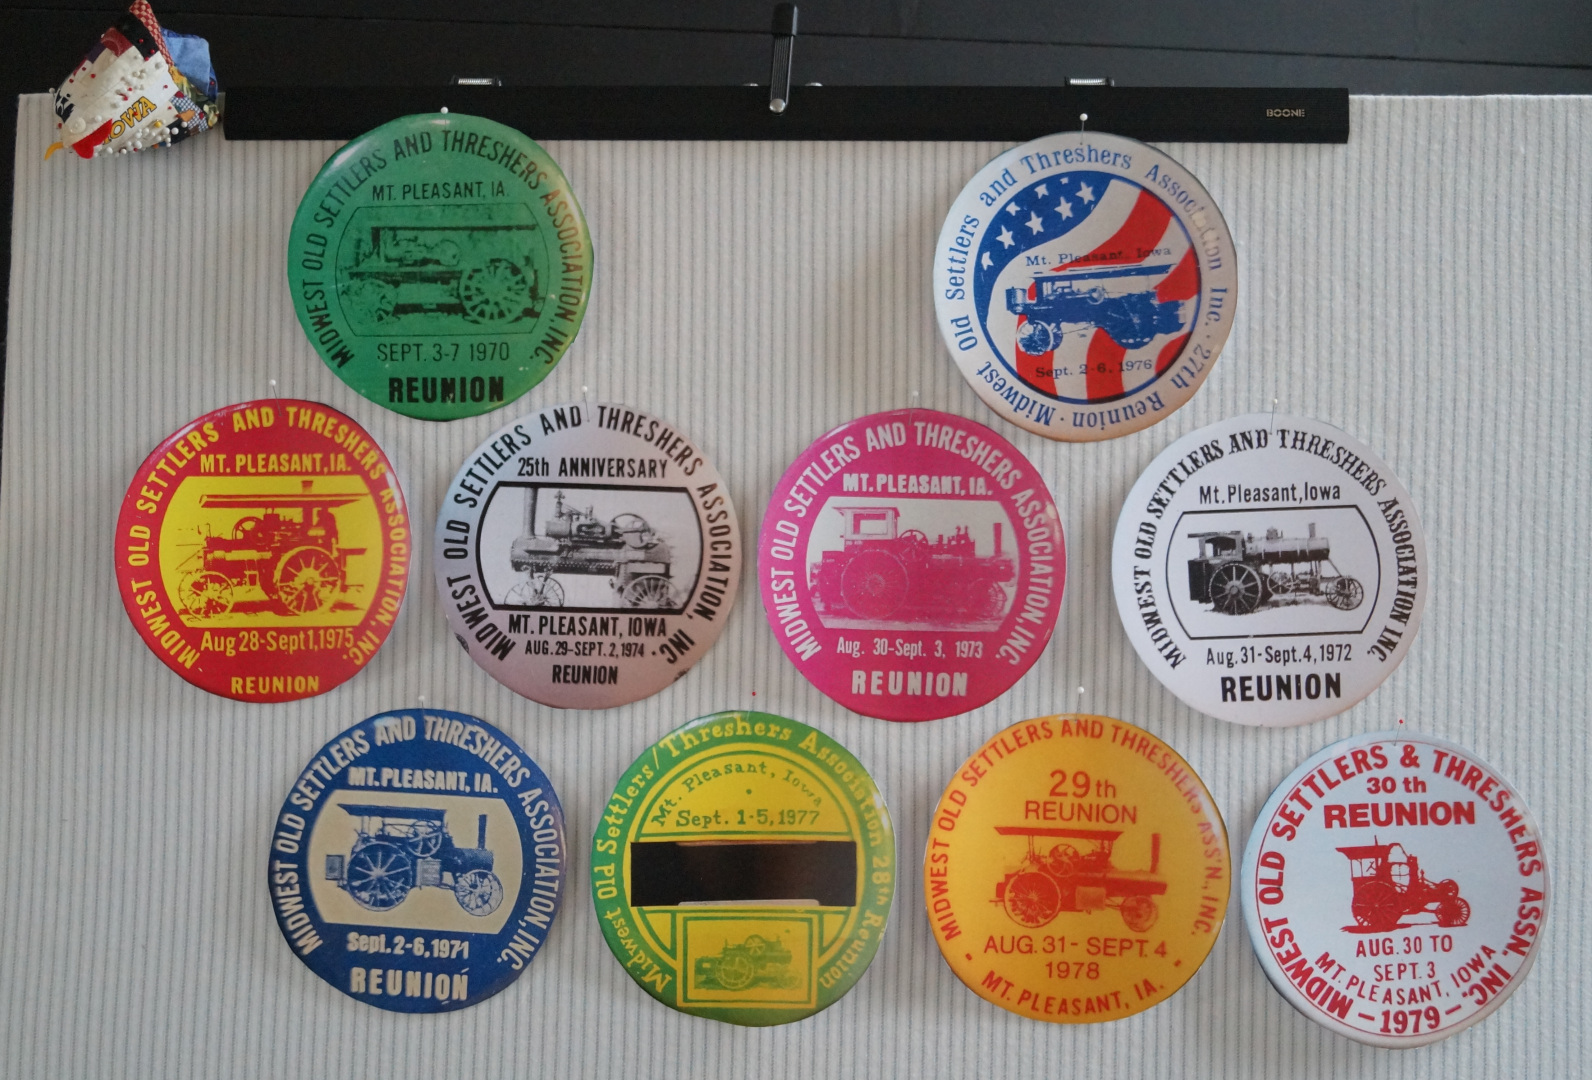 BOONE
IOWA
MIDWEST OLD SETTLERS AND THRESHERS ASSOCIATION, INC.
MT. PLEASANT, IA.
SEPT. 3-7 1970
REUNION
Midwest Old Settlers and Threshers Association Inc. · 27th Reunion ·
Mt. Pleasant, Iowa
Sept. 2-6, 1976
MIDWEST OLD SETTLERS AND THRESHERS ASSOCIATION, INC.
MT. PLEASANT, IA.
Aug 28-Sept 1, 1975
REUNION
MIDWEST OLD SETTLERS AND THRESHERS ASSOCIATION, INC.
25th ANNIVERSARY
MT. PLEASANT, IOWA
AUG. 29-SEPT. 2, 1974
REUNION
MIDWEST OLD SETTLERS AND THRESHERS ASSOCIATION, INC.
MT. PLEASANT, IA.
Aug. 30-Sept. 3, 1973
REUNION
MIDWEST OLD SETTLERS AND THRESHERS ASSOCIATION INC.
Mt. Pleasant, Iowa
Aug. 31-Sept. 4, 1972
REUNION
MIDWEST OLD SETTLERS AND THRESHERS ASSOCIATION, INC.
MT. PLEASANT, IA.
Sept. 2-6, 1971
REUNION
Midwest Old Settlers/Threshers Association 28th Reunion
Mt. Pleasant, Iowa
Sept. 1-5, 1977
· MIDWEST OLD SETTLERS AND THRESHERS ASS'N., INC. ·
29th
REUNION
AUG. 31 - SEPT. 4
1978
MT. PLEASANT, IA.
MIDWEST OLD SETTLERS & THRESHERS ASSN. INC.
30 th
REUNION
AUG. 30 TO
SEPT. 3
MT. PLEASANT, IOWA
- 1979 -